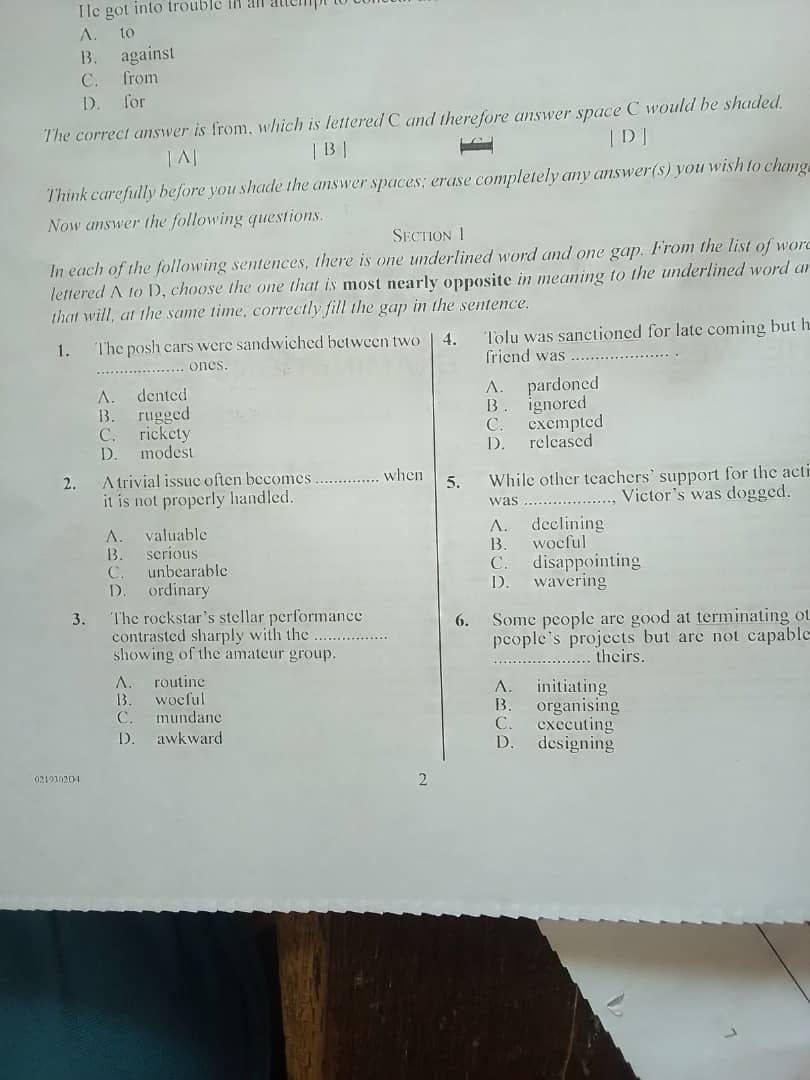 He got into trouble in an attempt to
A. to
B. against
C. from
D. for
The correct answer is from, which is lettered C and therefore answer space C would be shaded.
[A] [B] [C] [D]
Think carefully before you shade the answer spaces; erase completely any answer(s) you wish to chang
Now answer the following questions.
SECTION 1
In each of the following sentences, there is one underlined word and one gap. From the list of wor
lettered A to D, choose the one that is most nearly opposite in meaning to the underlined word an
that will, at the same time, correctly fill the gap in the sentence.
1. The posh cars were sandwiched between two
.................... ones.
A. dented
B. rugged
C. rickety
D. modest
2. A trivial issue often becomes .............. when
it is not properly handled.
A. valuable
B. serious
C. unbearable
D. ordinary
3. The rockstar's stellar performance
contrasted sharply with the ................
showing of the amateur group.
A. routine
B. woeful
C. mundane
D. awkward
4. Tolu was sanctioned for late coming but h
friend was ...................... .
A. pardoned
B. ignored
C. exempted
D. released
5. While other teachers' support for the acti
was ..................., Victor's was dogged.
A. declining
B. woeful
C. disappointing
D. wavering
6. Some people are good at terminating ot
people's projects but are not capable
..................... theirs.
A. initiating
B. organising
C. executing
D. designing
2